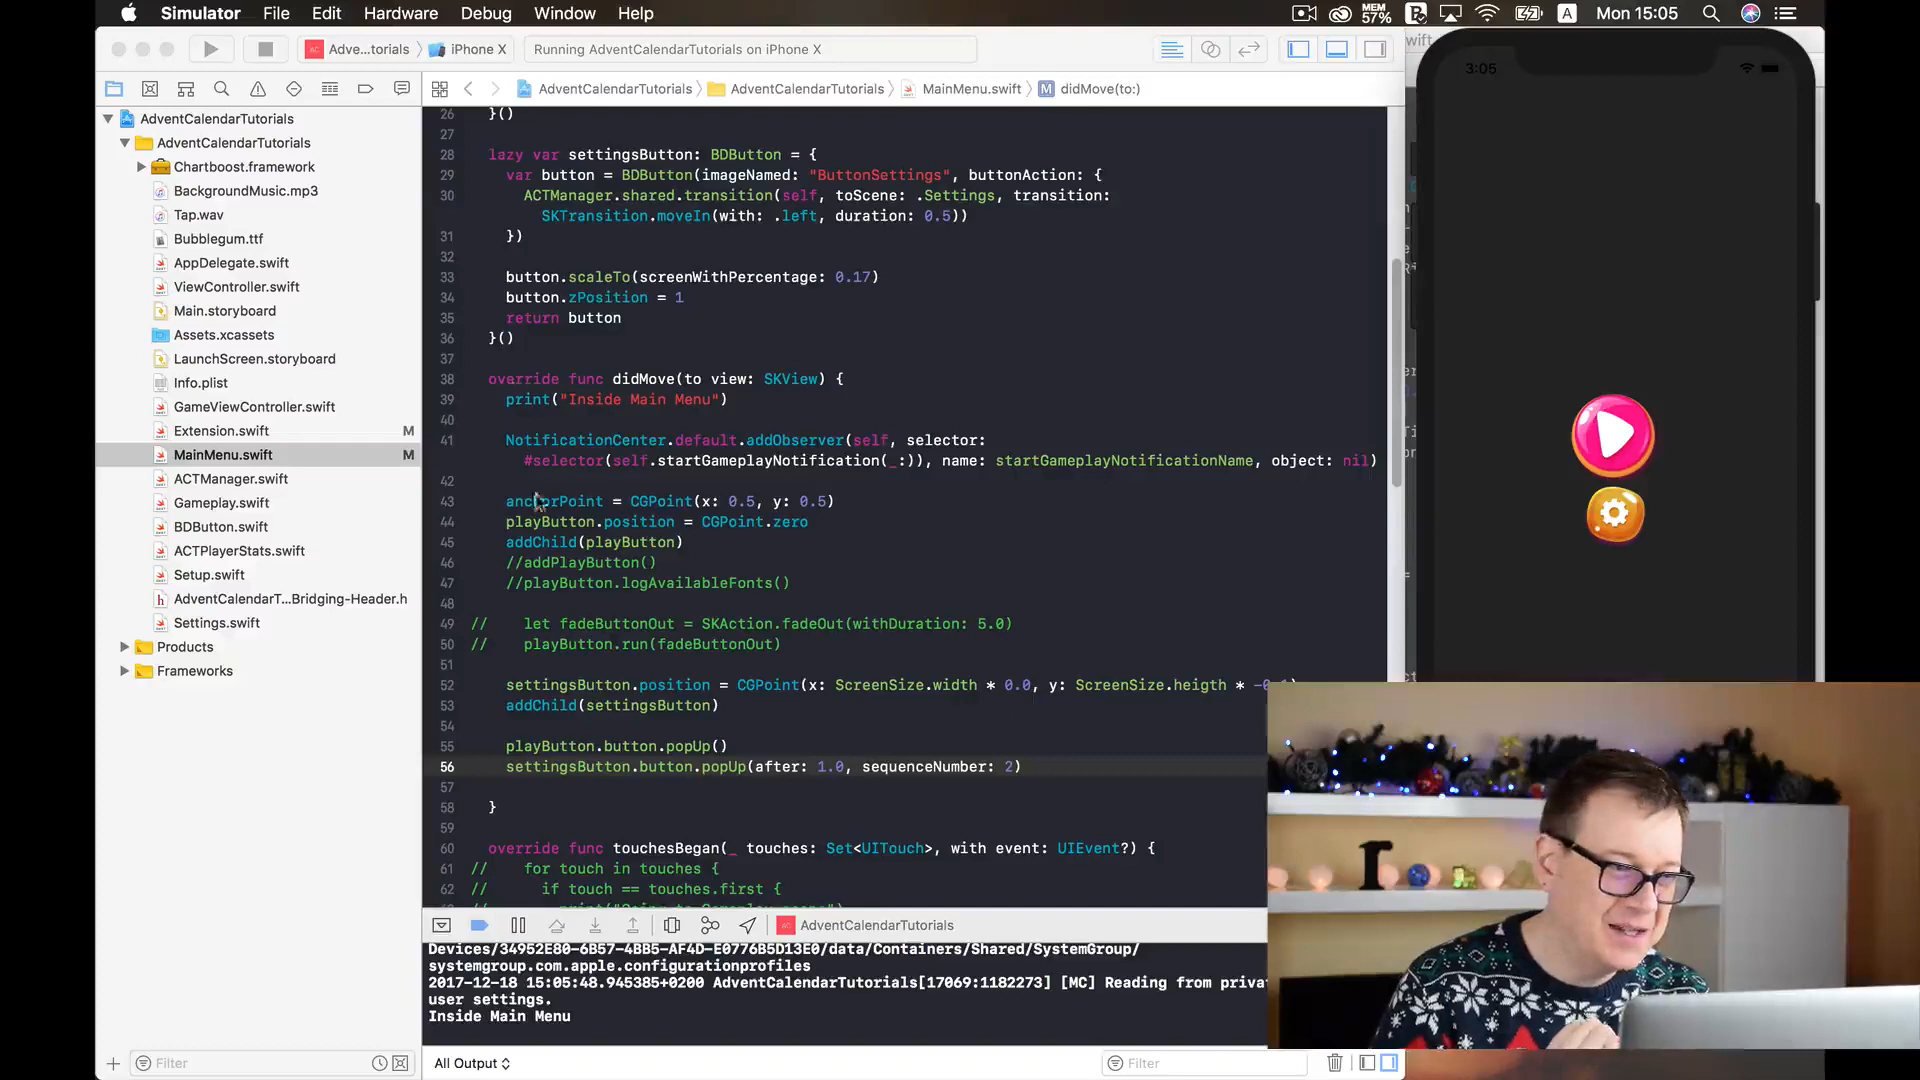 Simulator File Edit Hardware Debug Window Help MEM 57% A Mon 15:05
Adve...torials iPhone X Running AdventCalendarTutorials on iPhone X
3:05
AdventCalendarTutorials AdventCalendarTutorials MainMenu.swift M didMove(to:)
AdventCalendarTutorials
AdventCalendarTutorials
Chartboost.framework
BackgroundMusic.mp3
Tap.wav
Bubblegum.ttf
AppDelegate.swift
ViewController.swift
Main.storyboard
Assets.xcassets
LaunchScreen.storyboard
Info.plist
GameViewController.swift
Extension.swift M
MainMenu.swift M
ACTManager.swift
Gameplay.swift
BDButton.swift
ACTPlayerStats.swift
Setup.swift
h AdventCalendarT...Bridging-Header.h
Settings.swift
Products
Frameworks
Filter
26 }()
27
28 lazy var settingsButton: BDButton = {
29 var button = BDButton(imageNamed: "ButtonSettings", buttonAction: {
30 ACTManager.shared.transition(self, toScene: .Settings, transition:
SKTransition.moveIn(with: .left, duration: 0.5))
31 })
32
33 button.scaleTo(screenWithPercentage: 0.17)
34 button.zPosition = 1
35 return button
36 }()
37
38 override func didMove(to view: SKView) {
39 print("Inside Main Menu")
40
41 NotificationCenter.default.addObserver(self, selector:
#selector(self.startGameplayNotification(_:)), name: startGameplayNotificationName, object: nil)
42
43 anchorPoint = CGPoint(x: 0.5, y: 0.5)
44 playButton.position = CGPoint.zero
45 addChild(playButton)
46 //addPlayButton()
47 //playButton.logAvailableFonts()
48
49 // let fadeButtonOut = SKAction.fadeOut(withDuration: 5.0)
50 // playButton.run(fadeButtonOut)
51
52 settingsButton.position = CGPoint(x: ScreenSize.width * 0.0, y: ScreenSize.heigth *
53 addChild(settingsButton)
54
55 playButton.button.popUp()
56 settingsButton.button.popUp(after: 1.0, sequenceNumber: 2)
57
58 }
59
60 override func touchesBegan(_ touches: Set<UITouch>, with event: UIEvent?) {
61 // for touch in touches {
62 // if touch == touches.first {
AdventCalendarTutorials
Devices/34952E80-6B57-4BB5-AF4D-E0776B5D13E0/data/Containers/Shared/SystemGroup/
systemgroup.com.apple.configurationprofiles
2017-12-18 15:05:48.945385+0200 AdventCalendarTutorials[17069:1182273] [MC] Reading from
user settings.
Inside Main Menu
All Output Filter